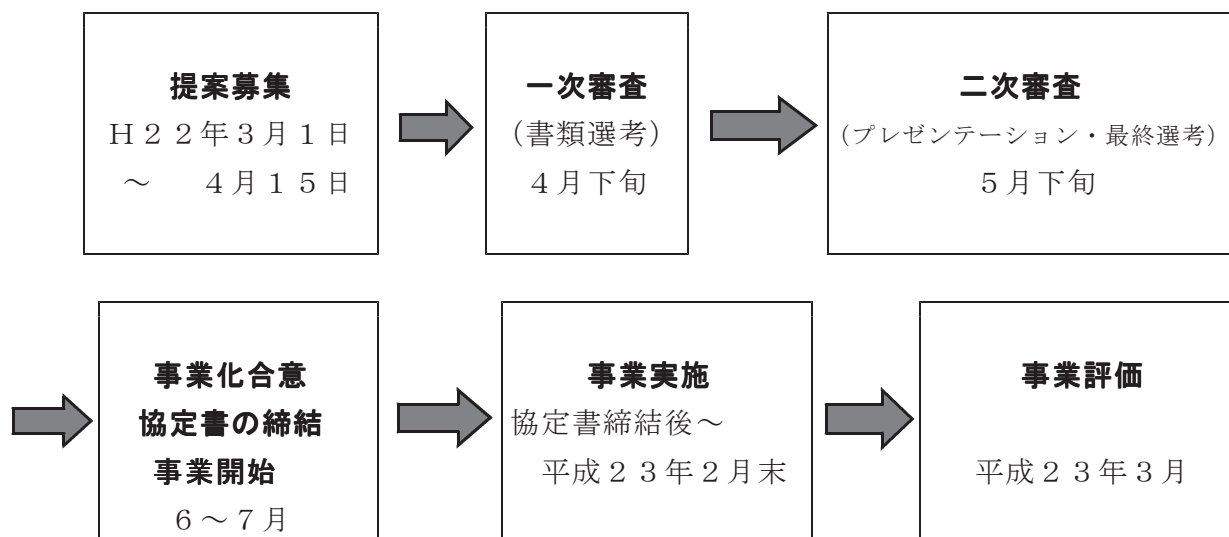 提案募集
H22年3月1日
～　4月15日
一次審査
（書類選考）
4月下旬
二次審査
（プレゼンテーション・最終選考）
5月下旬
事業化合意
協定書の締結
事業開始
6～7月
事業実施
協定書締結後～
平成23年2月末
事業評価
平成23年3月